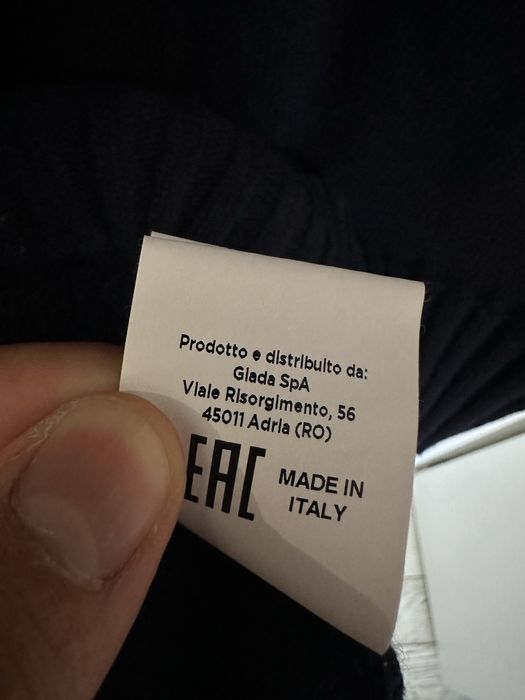 Prodotto e distribuito da:
Giada SpA
Viale Risorgimento, 56
45011 Adria (RO)
EAC
MADE IN
ITALY